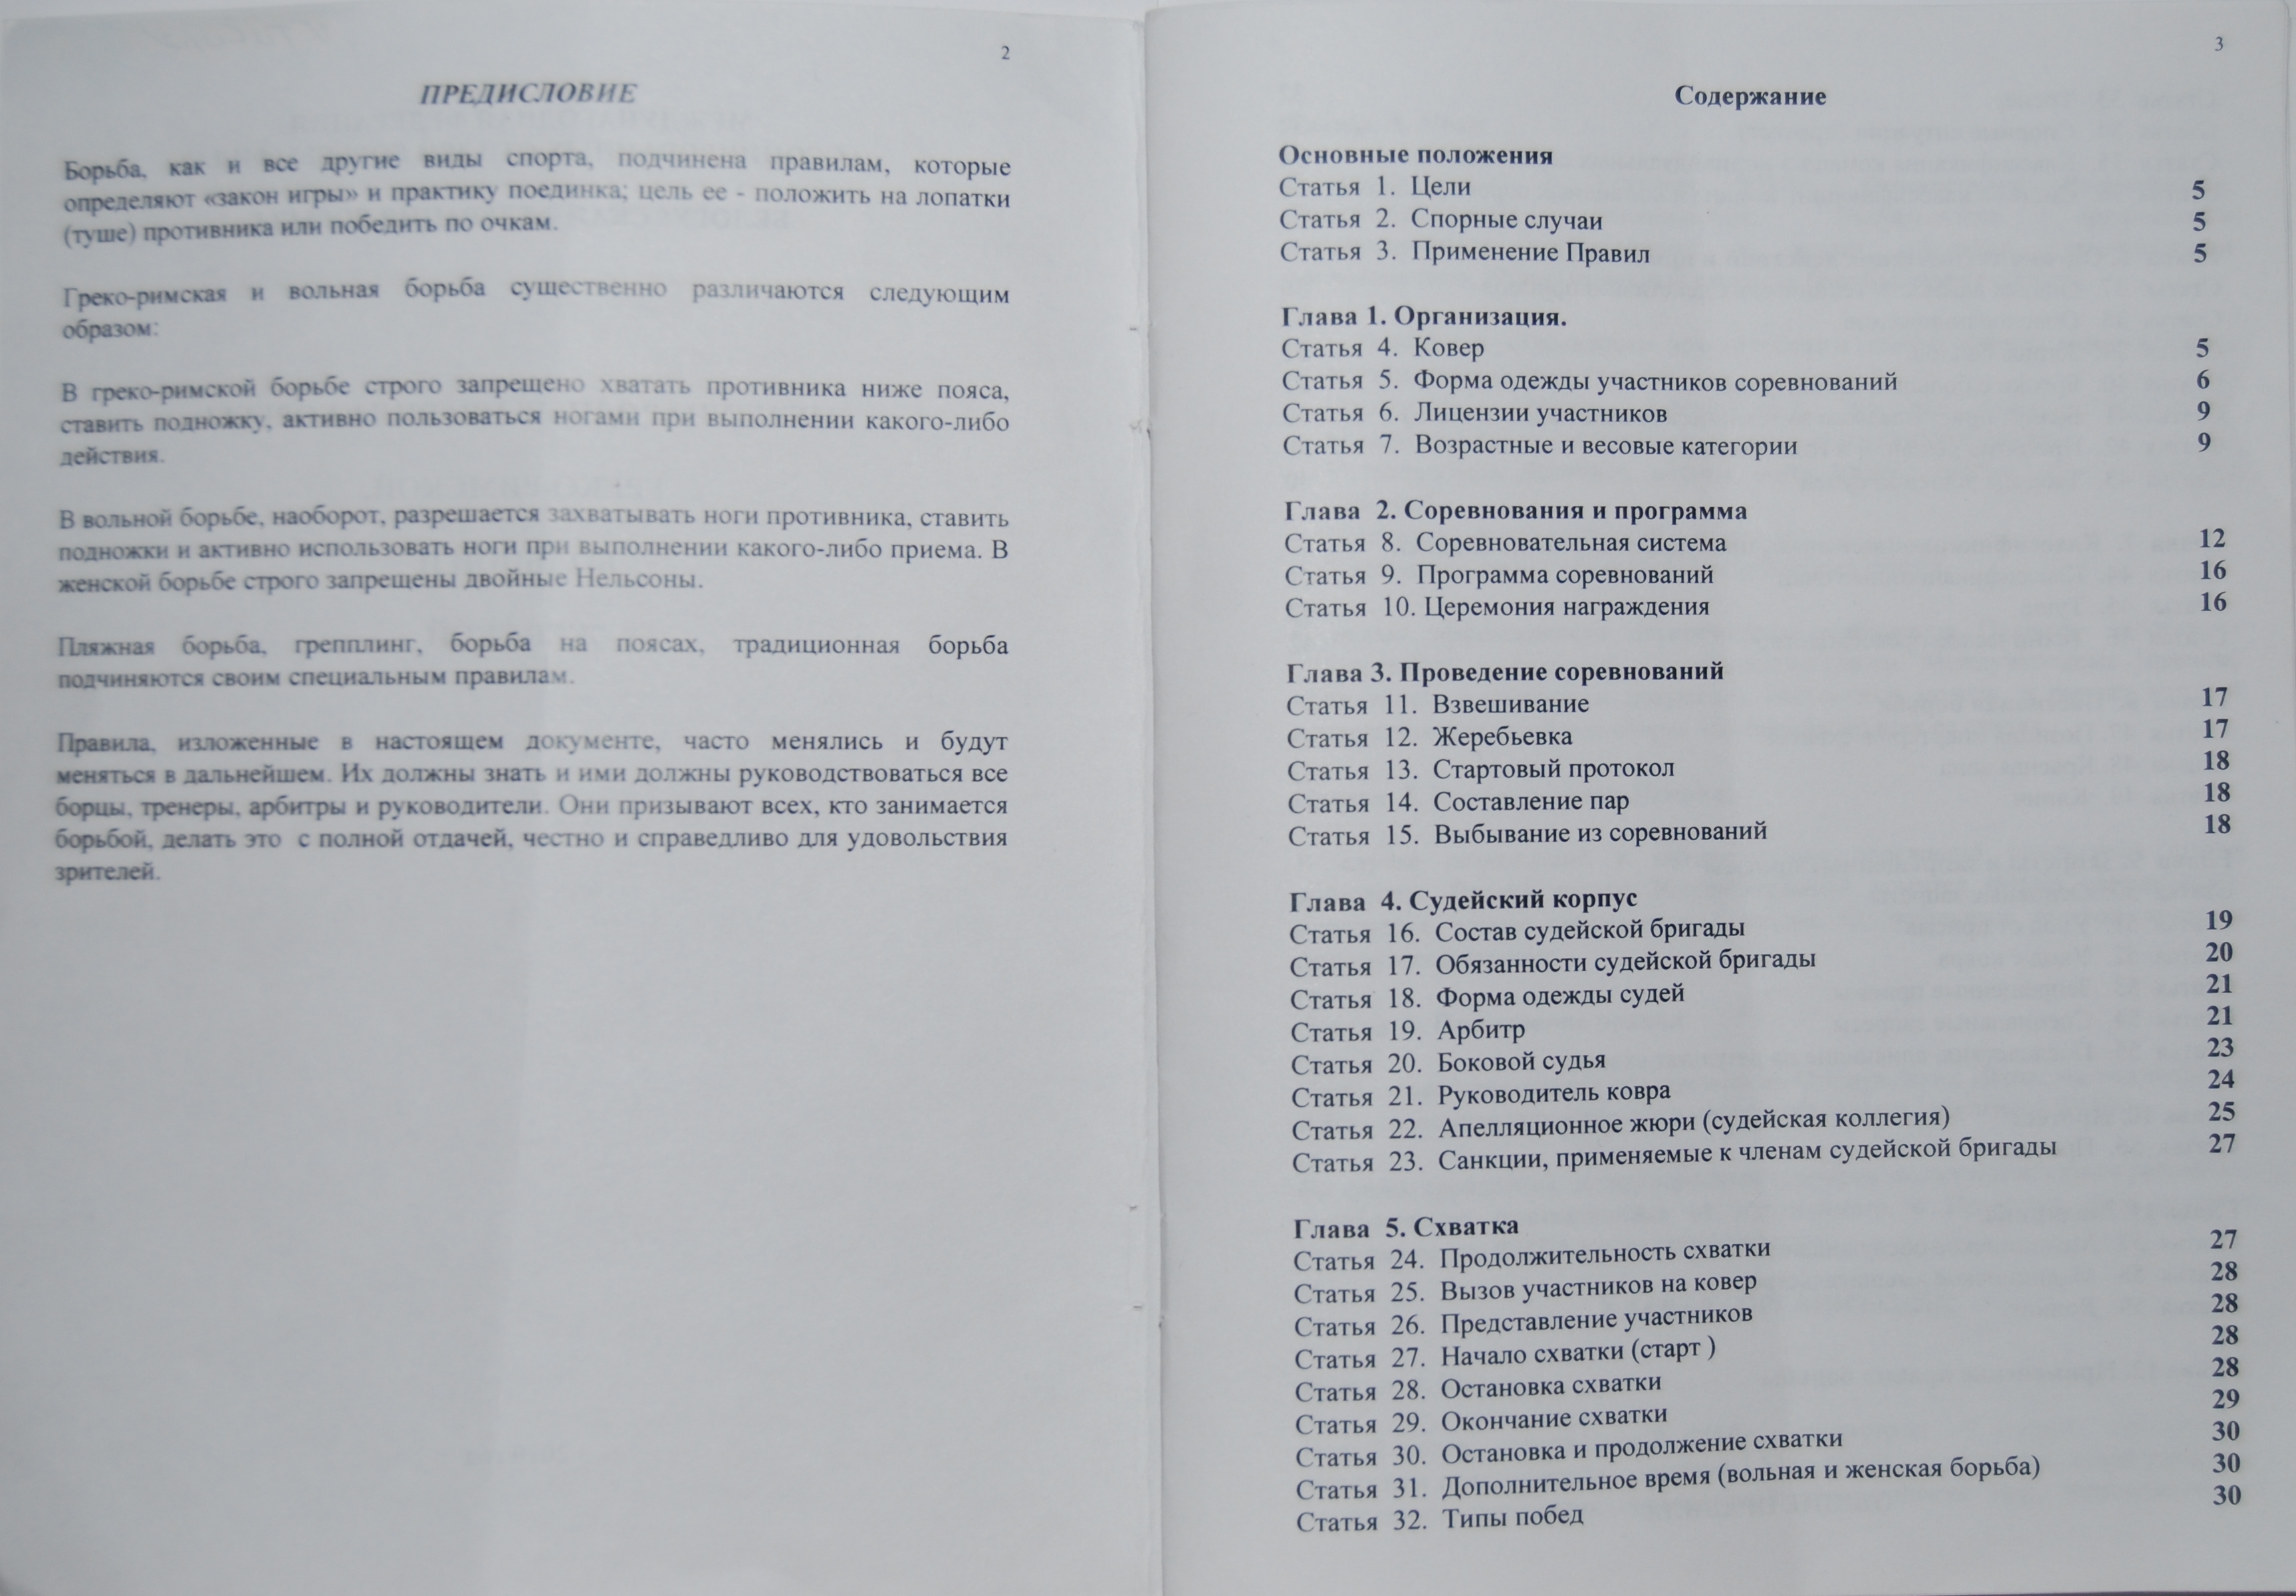 2
ПРЕДИСЛОВИЕ
Борьба, как и все другие виды спорта, подчинена правилам, которые
определяют «закон игры» и практику поединка; цель ее - положить на лопатки
(туше) противника или победить по очкам.
Греко-римская и вольная борьба существенно различаются следующим
образом:
В греко-римской борьбе строго запрещено хватать противника ниже пояса,
ставить подножку, активно пользоваться ногами при выполнении какого-либо
действия.
В вольной борьбе, наоборот, разрешается захватывать ноги противника, ставить
подножки и активно использовать ноги при выполнении какого-либо приема. В
женской борьбе строго запрещены двойные Нельсоны.
Пляжная борьба, грепплинг, борьба на поясах, традиционная борьба
подчиняются своим специальным правилам.
Правила, изложенные в настоящем документе, часто менялись и будут
меняться в дальнейшем. Их должны знать и ими должны руководствоваться все
борцы, тренеры, арбитры и руководители. Они призывают всех, кто занимается
борьбой, делать это с полной отдачей, честно и справедливо для удовольствия
зрителей.
3
Содержание
Основные положения
Статья 1. Цели 5
Статья 2. Спорные случаи 5
Статья 3. Применение Правил 5
Глава 1. Организация.
Статья 4. Ковер 5
Статья 5. Форма одежды участников соревнований 6
Статья 6. Лицензии участников 9
Статья 7. Возрастные и весовые категории 9
Глава 2. Соревнования и программа
Статья 8. Соревновательная система 12
Статья 9. Программа соревнований 16
Статья 10. Церемония награждения 16
Глава 3. Проведение соревнований
Статья 11. Взвешивание 17
Статья 12. Жеребьевка 17
Статья 13. Стартовый протокол 18
Статья 14. Составление пар 18
Статья 15. Выбывание из соревнований 18
Глава 4. Судейский корпус
Статья 16. Состав судейской бригады 19
Статья 17. Обязанности судейской бригады 20
Статья 18. Форма одежды судей 21
Статья 19. Арбитр 21
Статья 20. Боковой судья 23
Статья 21. Руководитель ковра 24
Статья 22. Апелляционное жюри (судейская коллегия) 25
Статья 23. Санкции, применяемые к членам судейской бригады 27
Глава 5. Схватка
Статья 24. Продолжительность схватки 27
Статья 25. Вызов участников на ковер 28
Статья 26. Представление участников 28
Статья 27. Начало схватки (старт ) 28
Статья 28. Остановка схватки 28
Статья 29. Окончание схватки 29
Статья 30. Остановка и продолжение схватки 30
Статья 31. Дополнительное время (вольная и женская борьба) 30
Статья 32. Типы побед 30